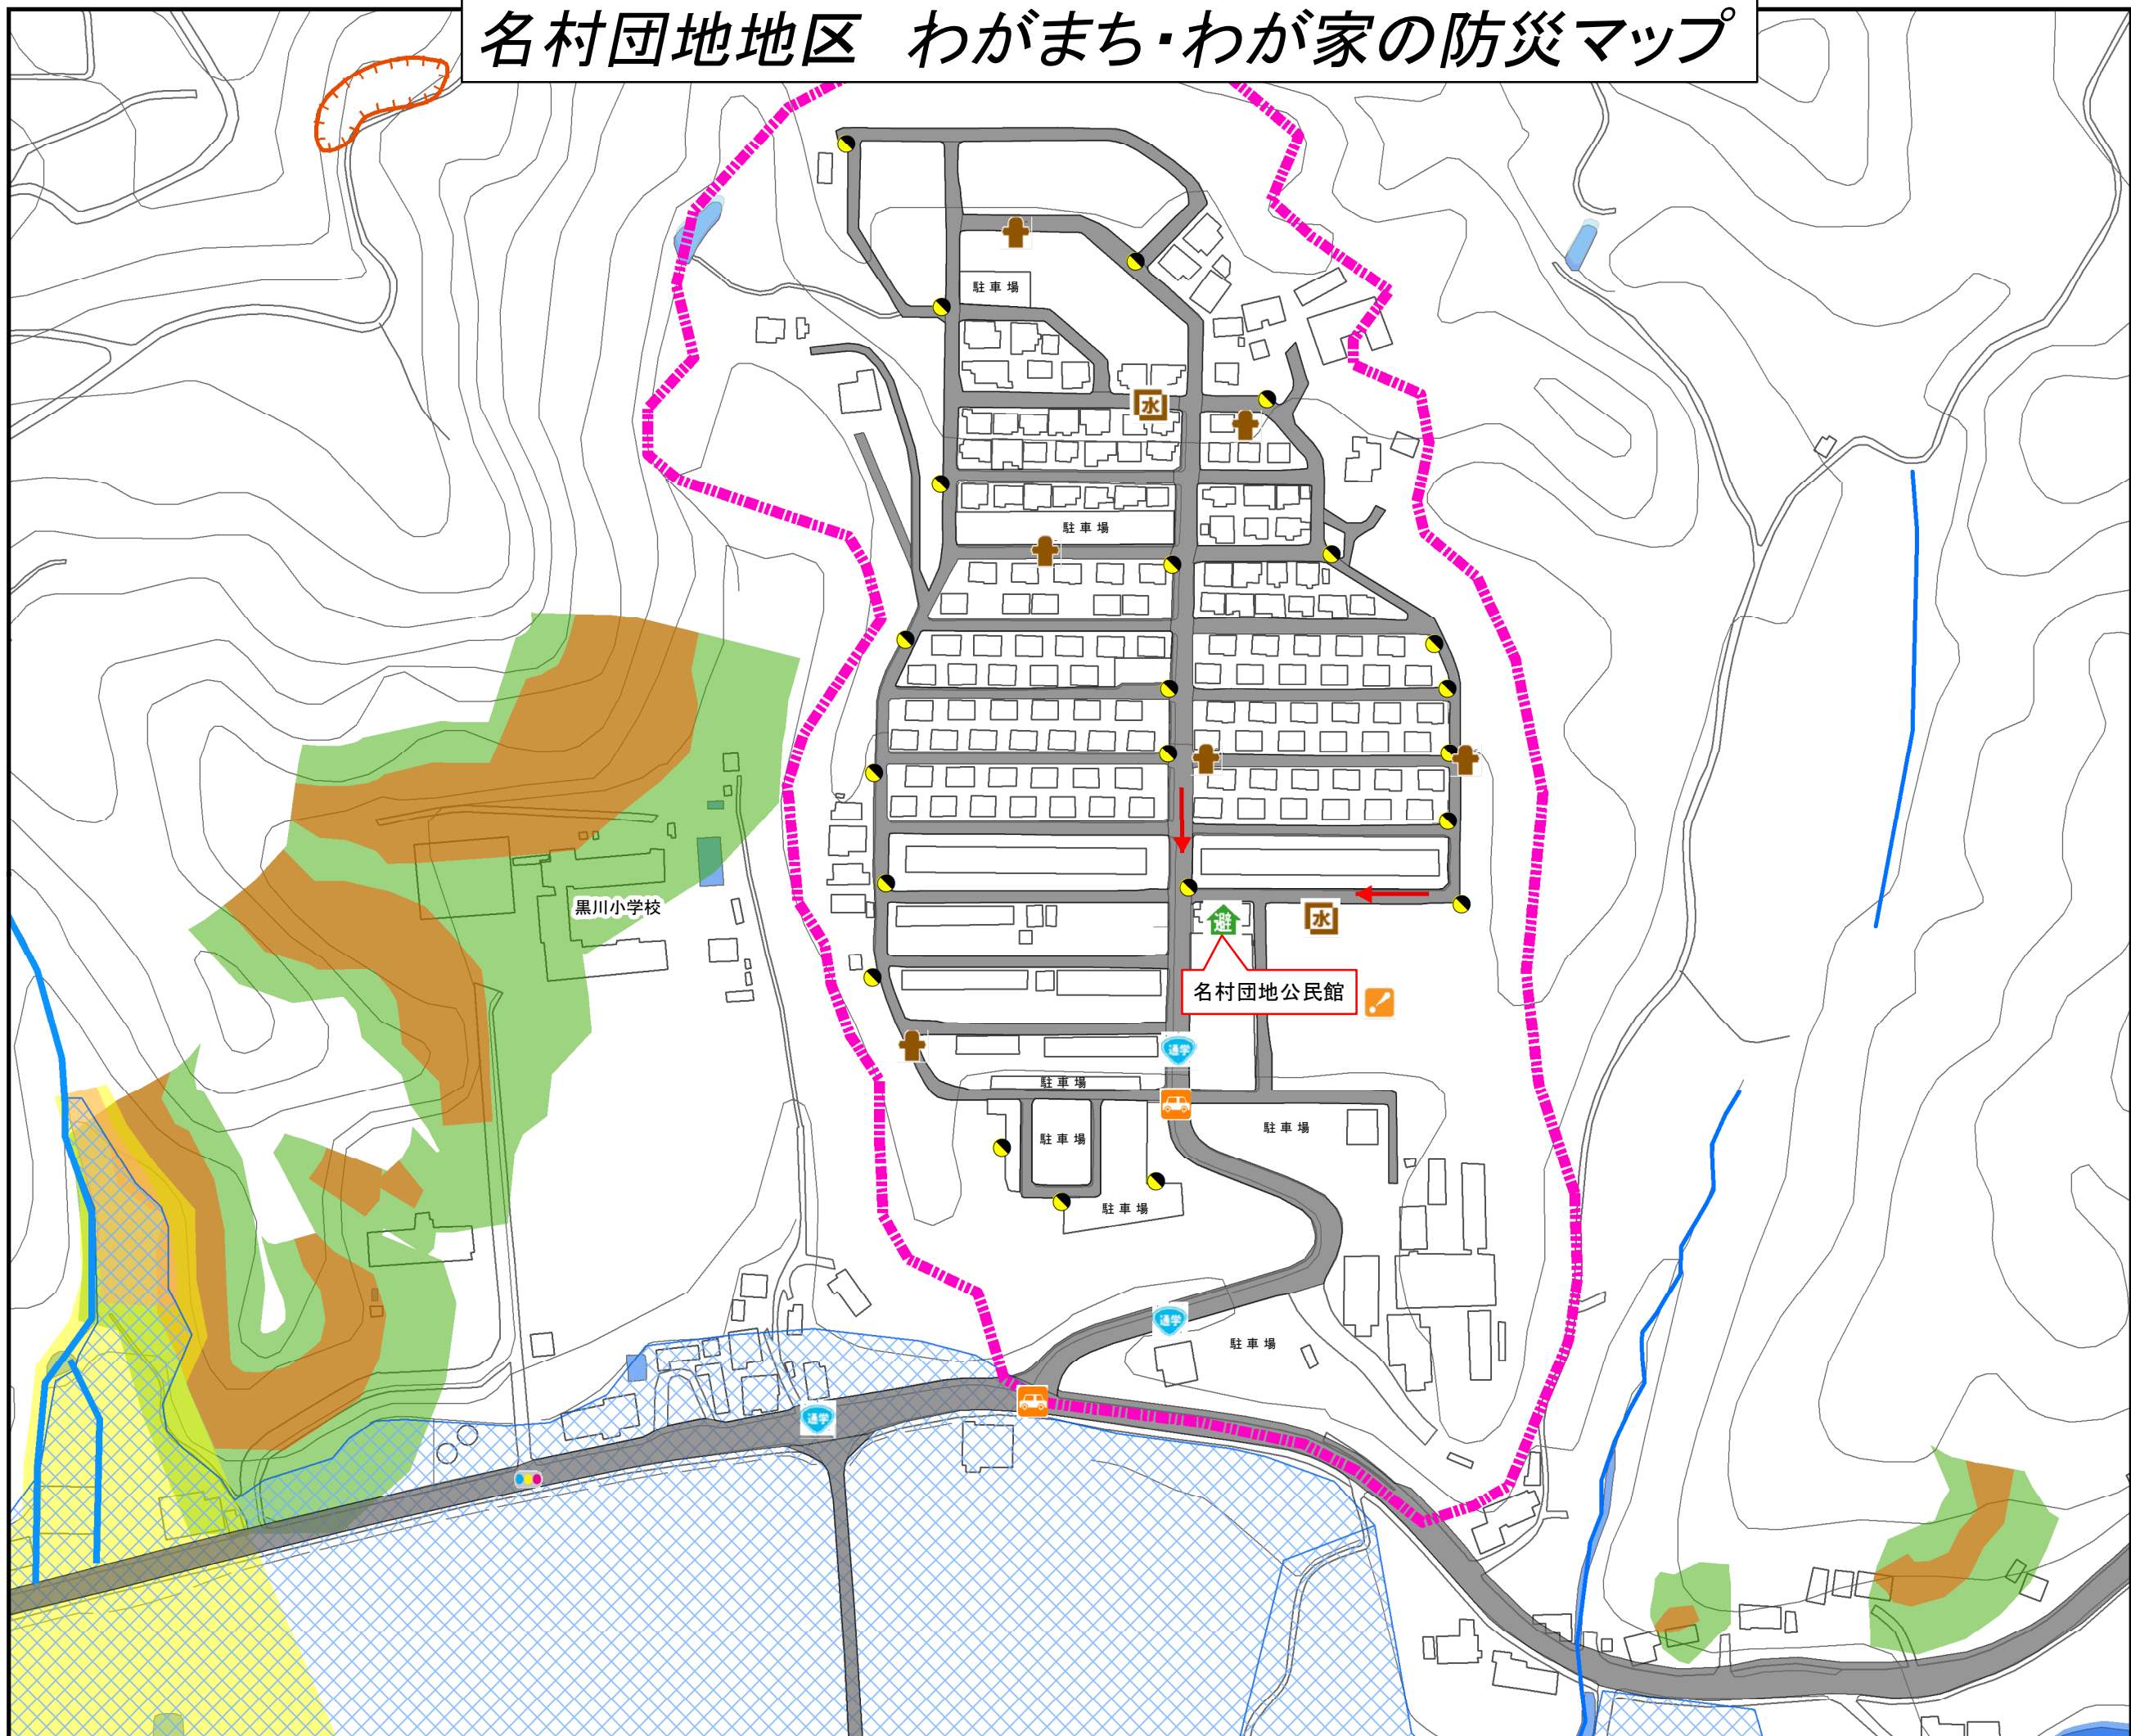 名村団地地区　わがまち・わが家の防災マップ
駐車場
水
駐車場
黒川小学校
避
水
名村団地公民館
通学
駐車場
駐車場
駐車場
駐車場
通学
駐車場
通学